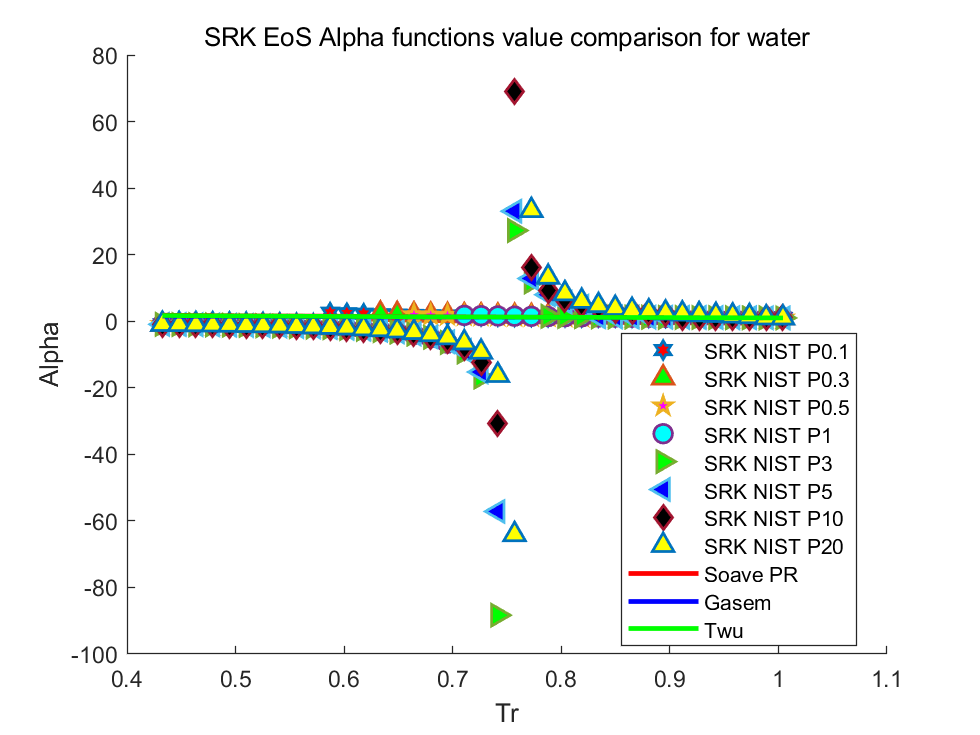 SRK EoS Alpha functions value comparison for water
80
60
40
20
0
-20
-40
-60
-80
-100
Alpha
0.4 0.5 0.6 0.7 0.8 0.9 1 1.1
Tr
SRK NIST P0.1
SRK NIST P0.3
SRK NIST P0.5
SRK NIST P1
SRK NIST P3
SRK NIST P5
SRK NIST P10
SRK NIST P20
Soave PR
Gasem
Twu